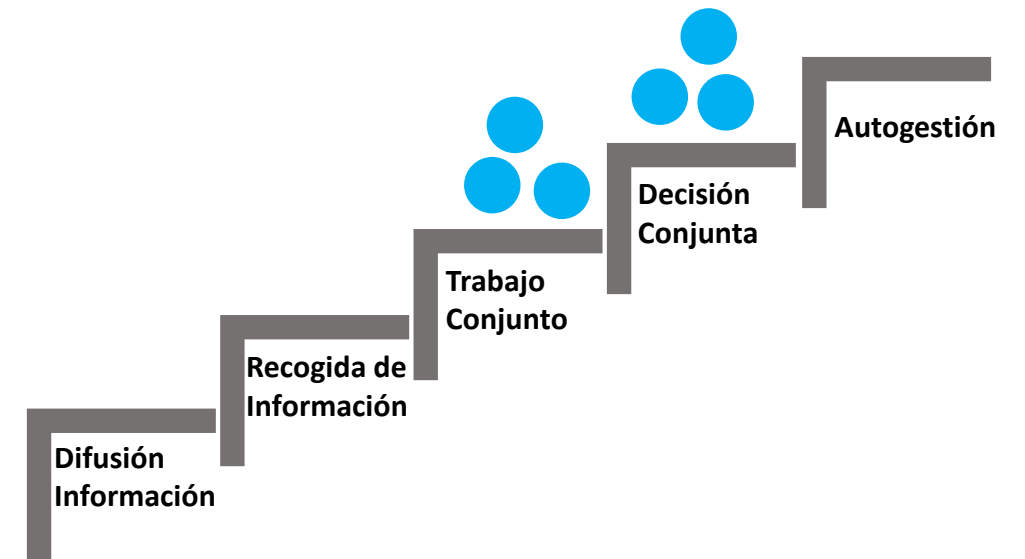 Autogestión
Decisión
Conjunta
Trabajo
Conjunto
Recogida de
Información
Difusión
Información